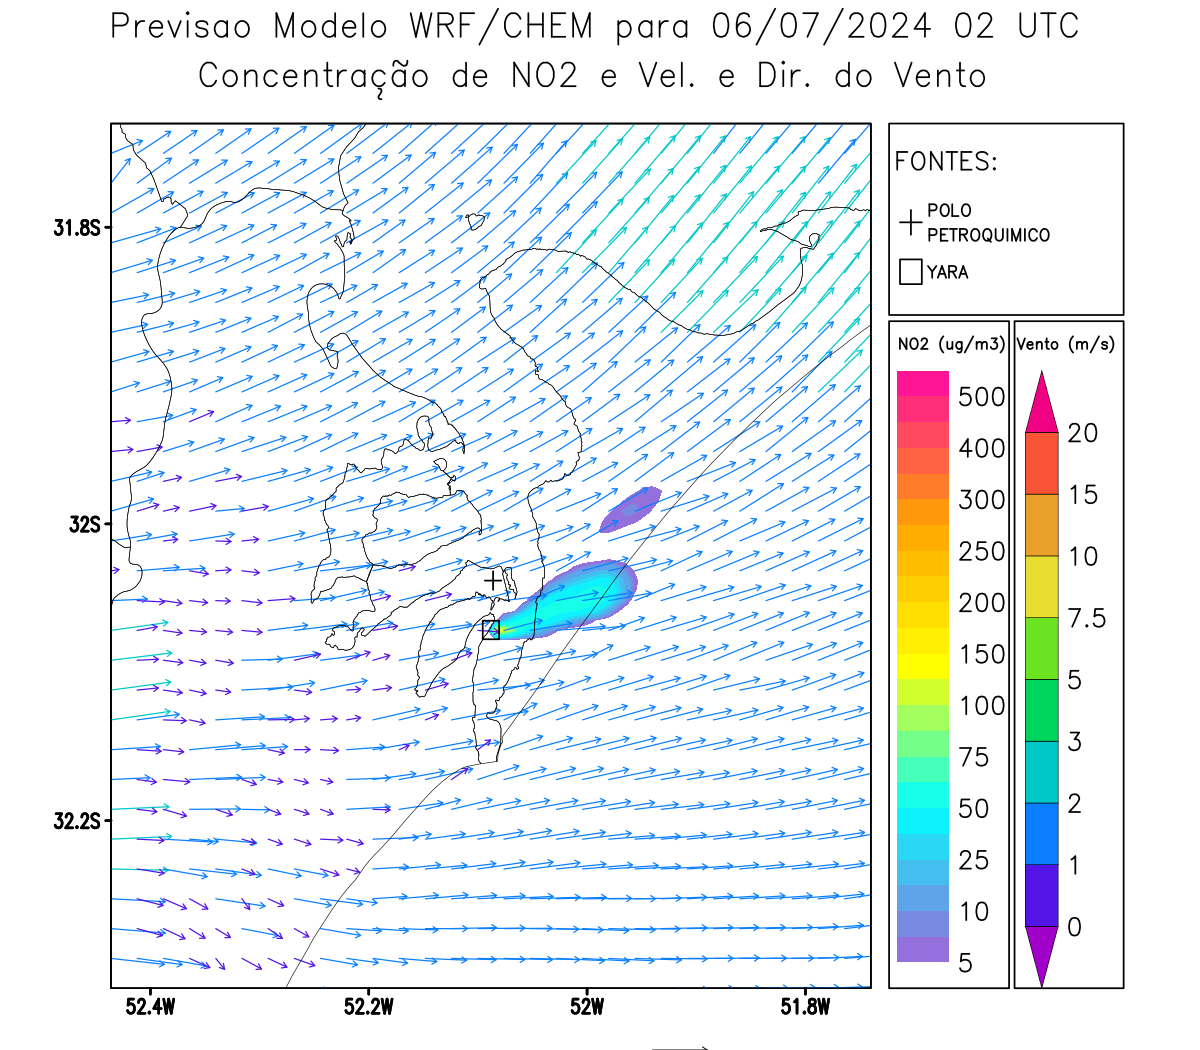 Previsao Modelo WRF/CHEM para 06/07/2024 02 UTC
Concentração de NO2 e Vel. e Dir. do Vento
FONTES:
POLO
PETROQUIMICO
YARA
31.8S
32S
32.2S
52.4W
52.2W
52W
51.8W
NO2 (ug/m3)
500
400
300
250
200
150
100
75
50
25
10
5
Vento (m/s)
20
15
10
7.5
5
3
2
1
0